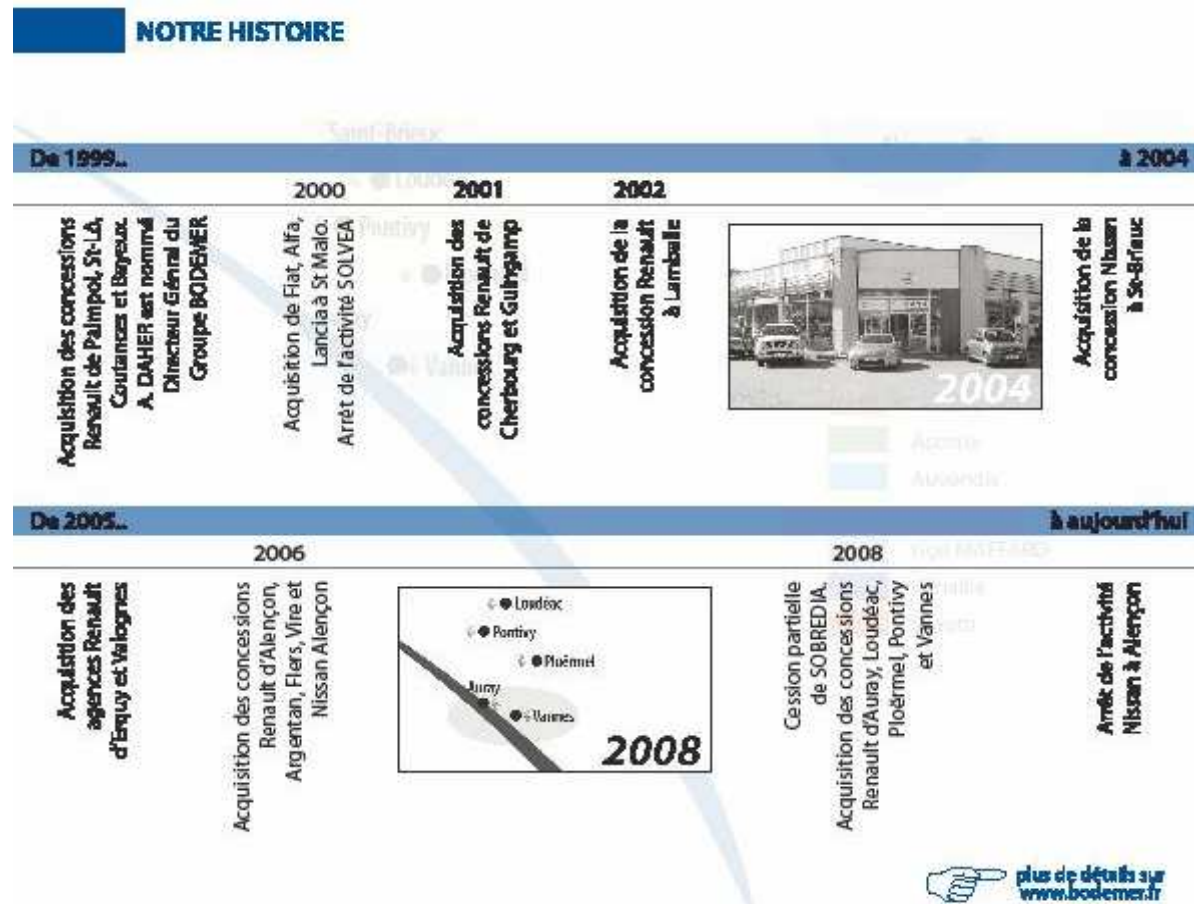 NOTRE HISTOIRE
Saint-Brieuc
De 1999..
à 2004
2000
2001
2002
Acquisition des concessions
Renault de Paimpol, St-Lô,
Coutances et Bayeux.
A. DAHER est nommé
Directeur Général du
Groupe BODEMER
Acquisition de Fiat, Alfa,
Lancia à St Malo.
Arrêt de l'activité SOLVEA
Acquisition des
concessions Renault de
Cherbourg et Guingamp
Acquisition de la
concession Renault
à Lamballe
2004
Acquisition de la
concession Nissan
à St-Brieuc
Loudéac
Pontivy
Vannes
De 2005..
à aujourd'hui
2006
2008
Acquisition des
agences Renault
d'Erquy et Valognes
Acquisition des concessions
Renault d'Alençon,
Argentan, Flers, Vire et
Nissan Alençon
Loudéac
Pontivy
Ploërmel
Auray
Vannes
2008
Cession partielle
de SOBREDIA.
Acquisition des concessions
Renault d'Auray, Loudéac,
Ploërmel, Pontivy
et Vannes
Arrêt de l'activité
Nissan à Alençon
plus de détails sur
www.bodemer.fr